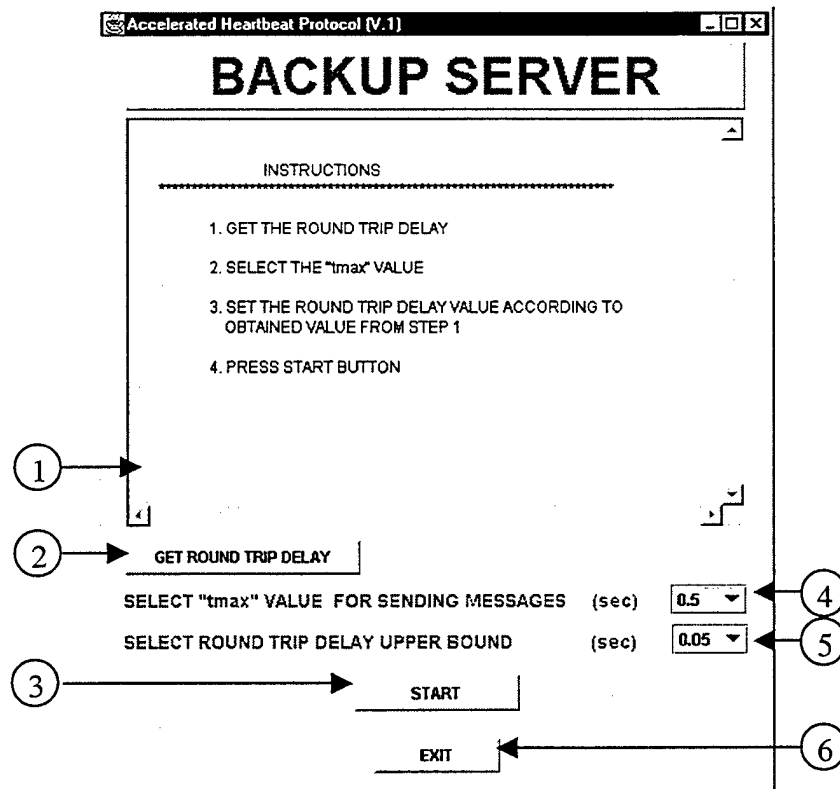 Accelerated Heartbeat Protocol (V.1)
BACKUP SERVER
INSTRUCTIONS
1. GET THE ROUND TRIP DELAY
2. SELECT THE "tmax" VALUE
3. SET THE ROUND TRIP DELAY VALUE ACCORDING TO
OBTAINED VALUE FROM STEP 1
4. PRESS START BUTTON
1
2
GET ROUND TRIP DELAY
SELECT "tmax" VALUE FOR SENDING MESSAGES (sec) 0.5
4
SELECT ROUND TRIP DELAY UPPER BOUND (sec) 0.05
5
3
START
EXIT
6